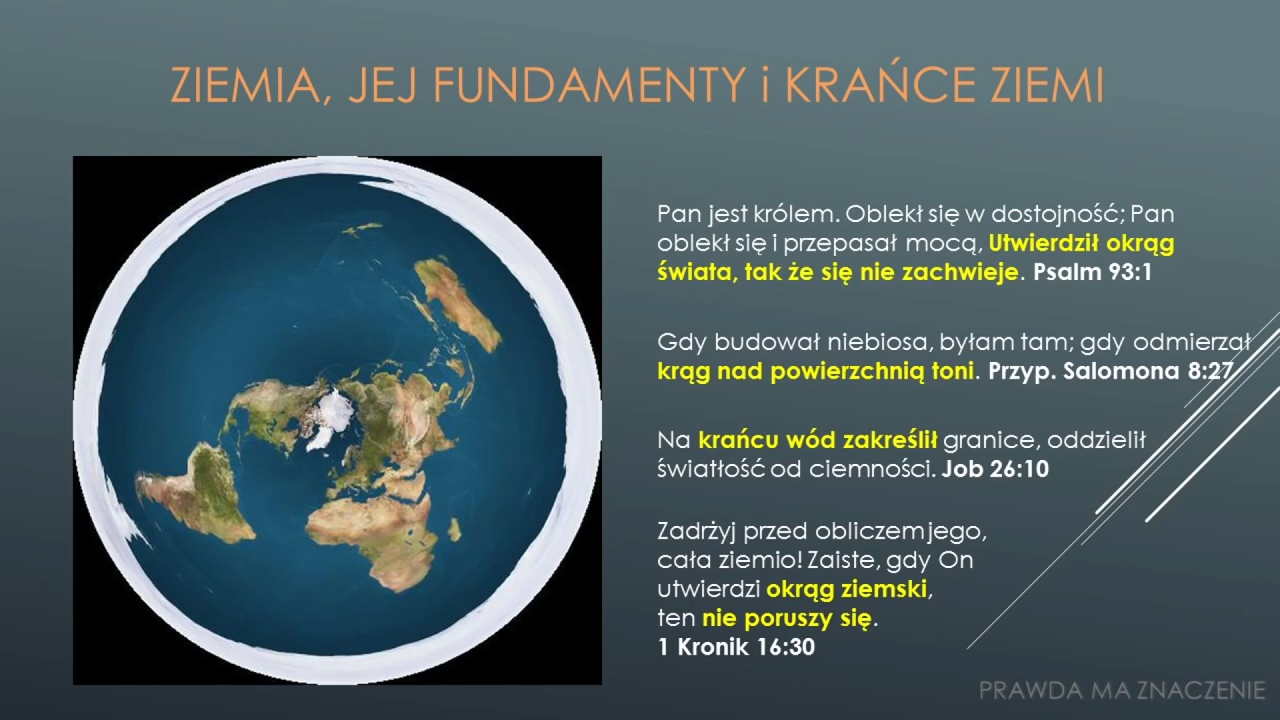 ZIEMIA, JEJ FUNDAMENTY i KRAŃCE ZIEMI
Pan jest królem. Oblekł się w dostojność; Pan
oblekł się i przepasał mocą, Utwierdził okrąg
świata, tak że się nie zachwieje. Psalm 93:1
Gdy budował niebiosa, byłam tam; gdy odmierzał
krąg nad powierzchnią toni. Przyp. Salomona 8:27
Na krańcu wód zakreślił granice, oddzielił
światłość od ciemności. Job 26:10
Zadrżyj przed obliczem jego,
cała ziemio! Zaiste, gdy On
utwierdzi okrąg ziemski,
ten nie poruszy się.
1 Kronik 16:30
PRAWDA MA ZNACZENIE